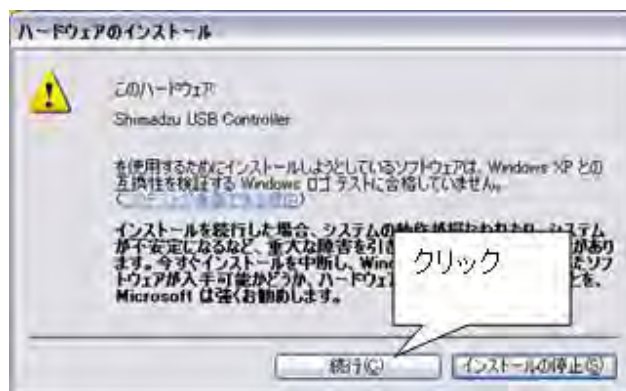 ハードウェアのインストール
このハードウェア:
Shimadzu USB Controller
を使用するためにインストールしようとしているソフトウェアは、Windows XP との
互換性を検証する Windows ロゴ テストに合格していません。
インストールを続行した場合、システムの
が不安定になるなど、重大な障害を引き
ます。今すぐインストールを中断し、
トウェアが入手可能かどうか、ハードウェ
Microsoft は強くお勧めします。
クリック
続行(C)
インストールの停止(S)